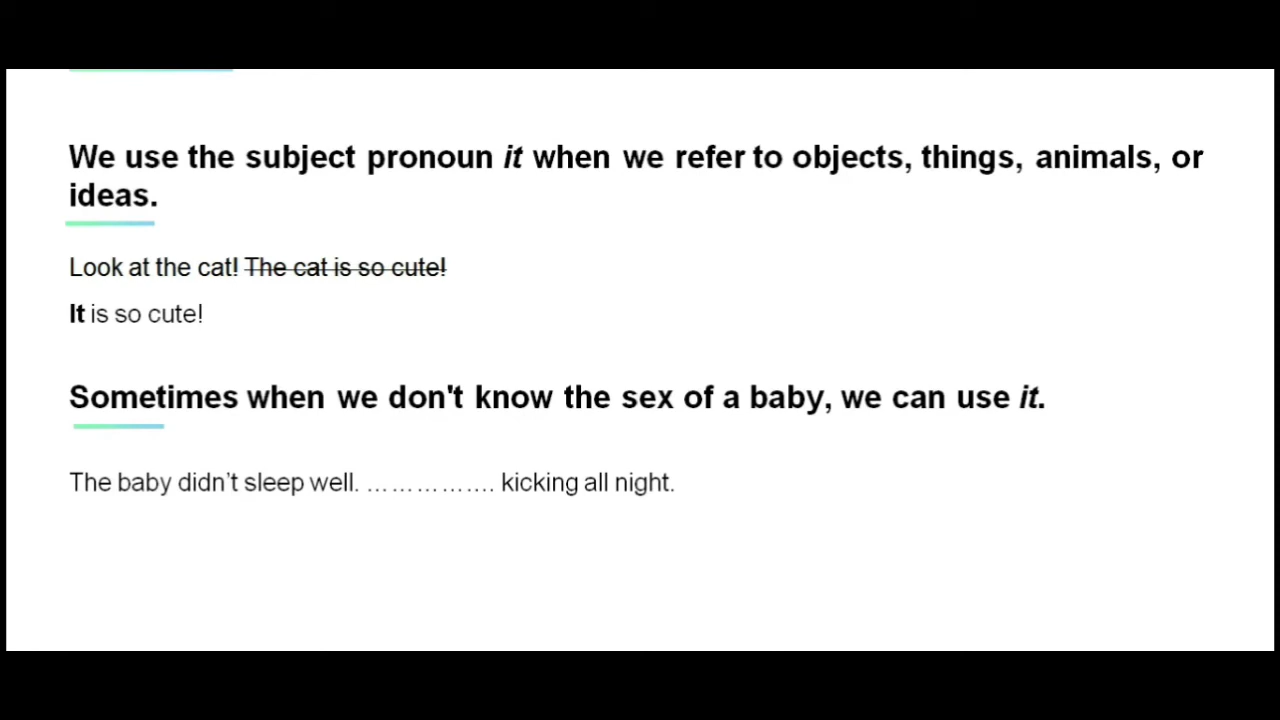 We use the subject pronoun it when we refer to objects, things, animals, or
ideas.
Look at the cat! The cat is so cute!
It is so cute!
Sometimes when we don't know the sex of a baby, we can use it.
The baby didn’t sleep well. ……………. kicking all night.